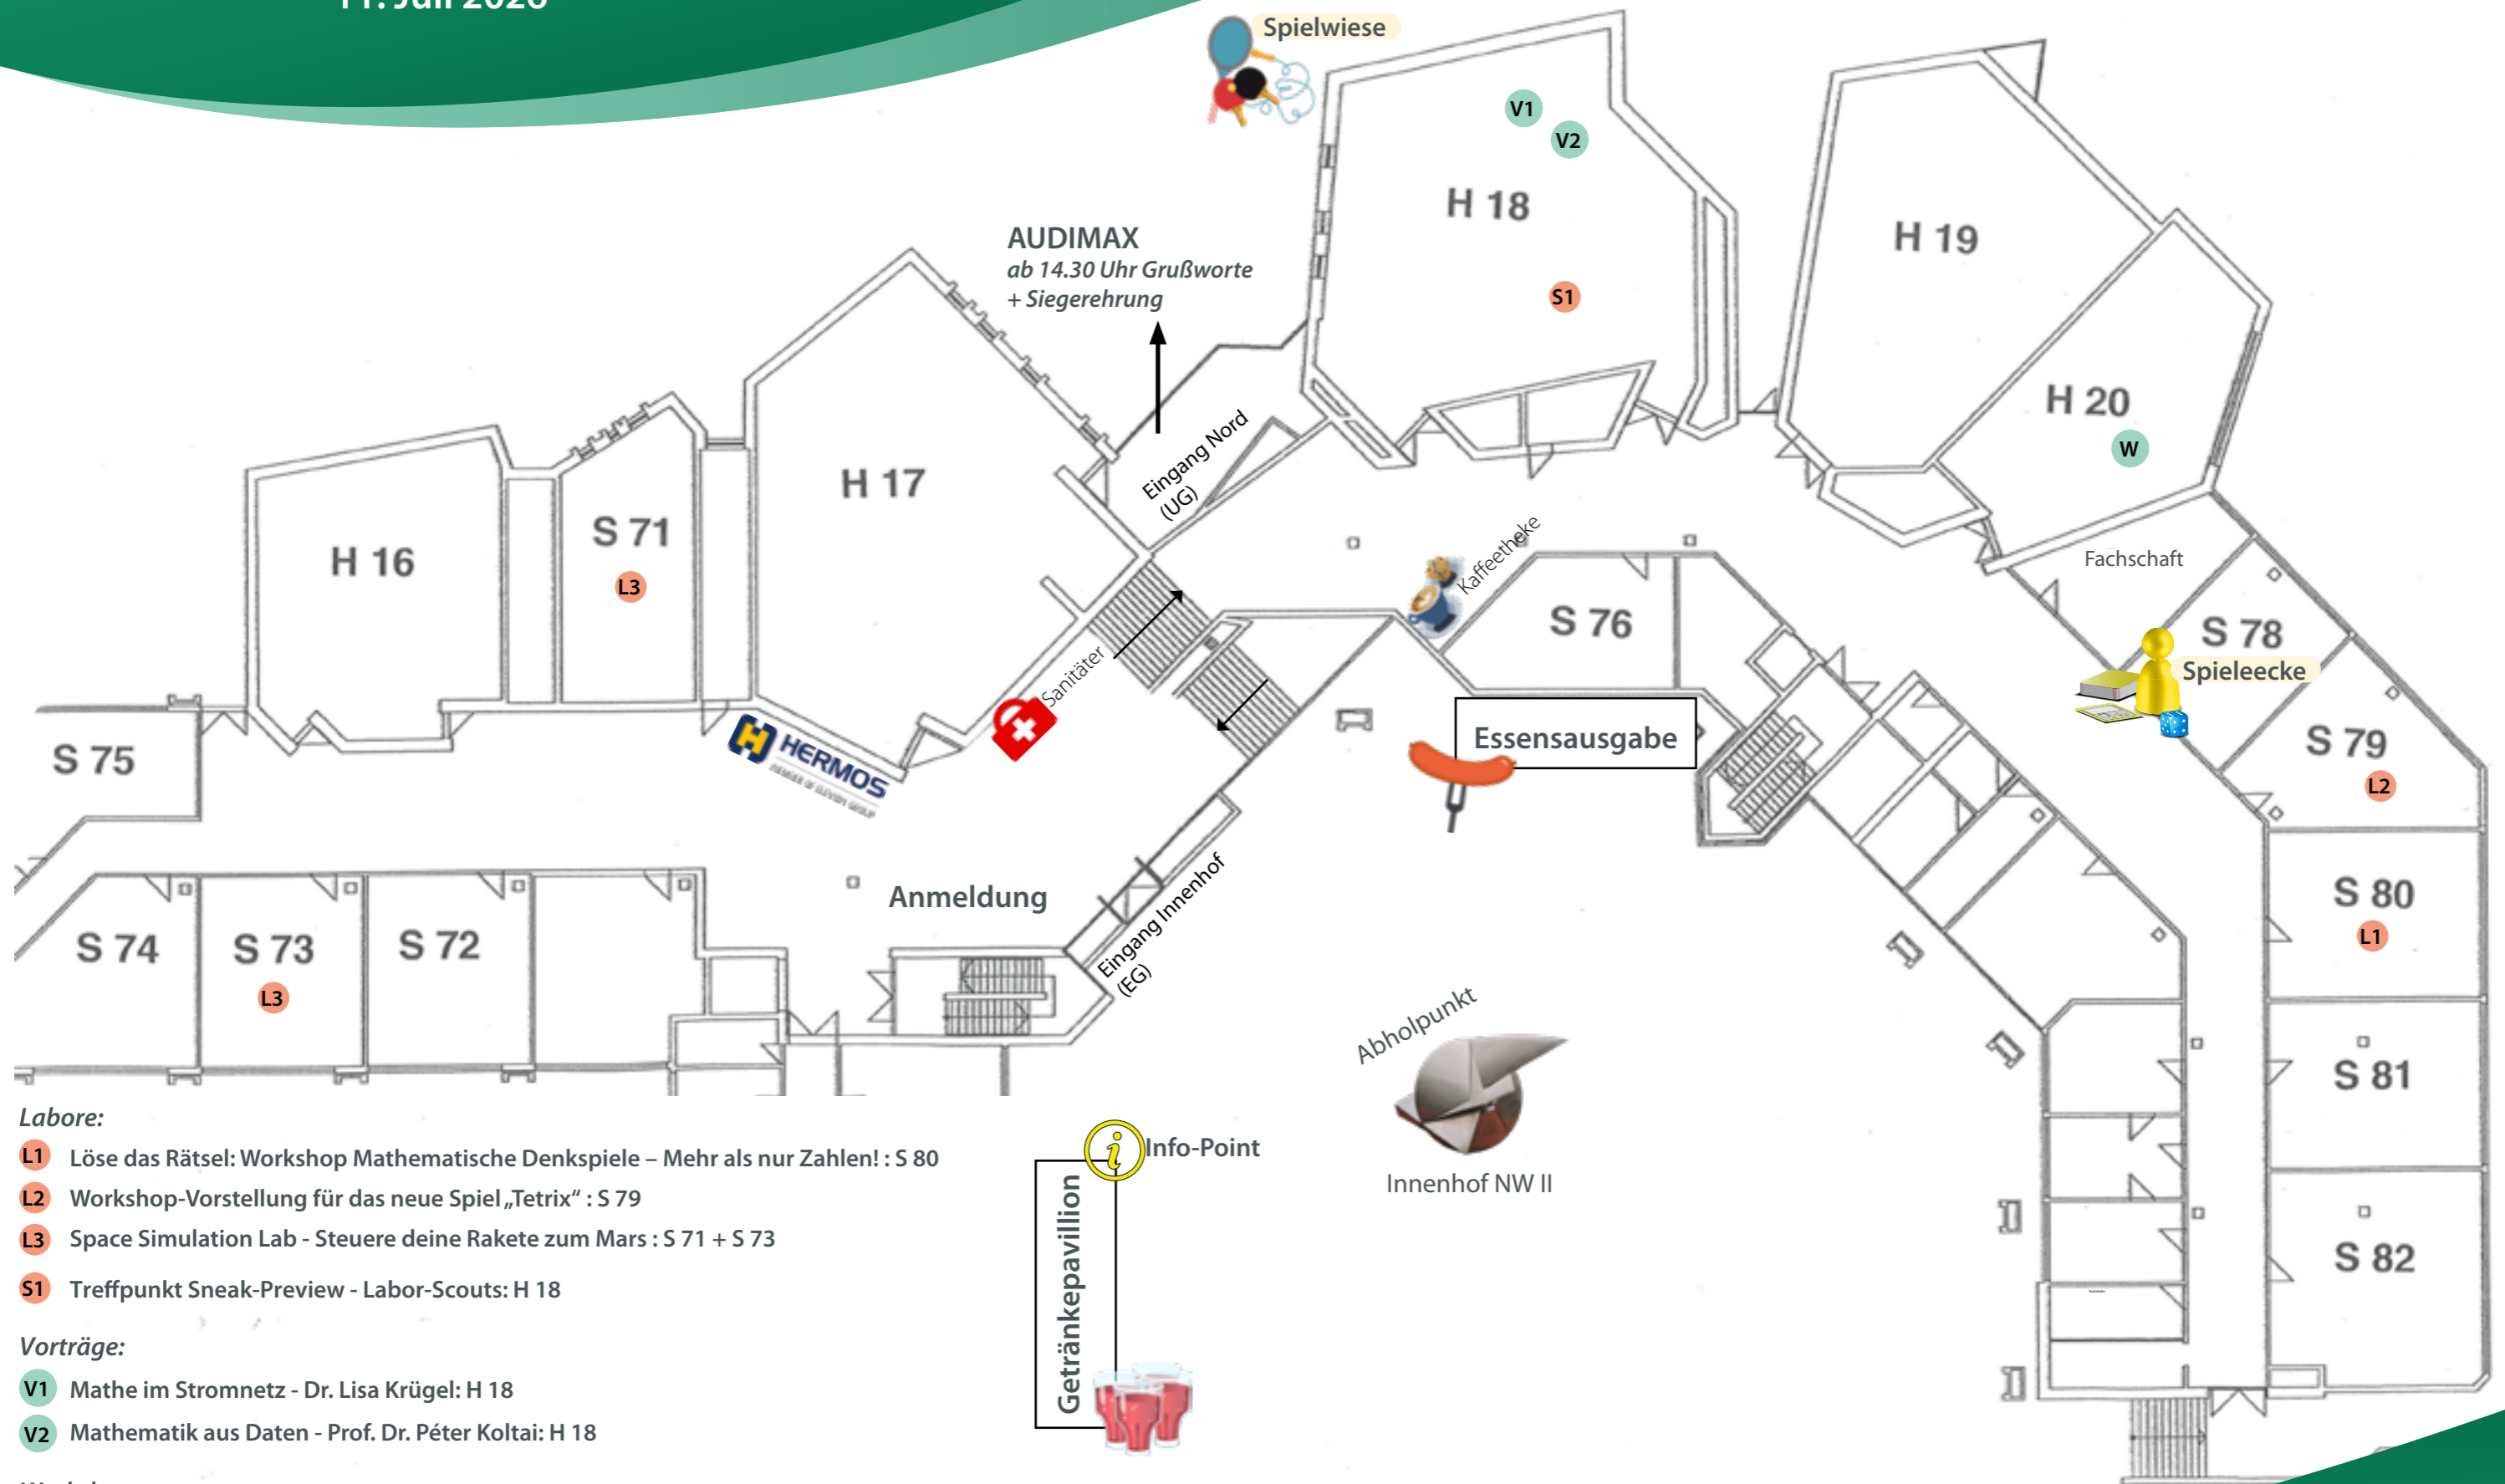 11. Juli 2026
Spielwiese
V1
V2
H 18
S1
H 19
AUDIMAX
ab 14.30 Uhr Grußworte
+ Siegerehrung
H 20
W
Eingang Nord
(UG)
H 17
S 71
L3
H 16
Kaffeetheke
S 76
Fachschaft
S 78
Spieleecke
Sanitäter
HERMOS
Essensausgabe
S 79
L2
S 75
Anmeldung
Eingang Innenhof
(EG)
S 80
L1
S 74
S 73
L3
S 72
Abholpunkt
Innenhof NW II
S 81
S 82
Info-Point
Getränkepavillion
Labore:
L1 Löse das Rätsel: Workshop Mathematische Denkspiele – Mehr als nur Zahlen! : S 80
L2 Workshop-Vorstellung für das neue Spiel „Tetrix“ : S 79
L3 Space Simulation Lab - Steuere deine Rakete zum Mars : S 71 + S 73
S1 Treffpunkt Sneak-Preview - Labor-Scouts: H 18
Vorträge:
V1 Mathe im Stromnetz - Dr. Lisa Krügel: H 18
V2 Mathematik aus Daten - Prof. Dr. Péter Koltai: H 18